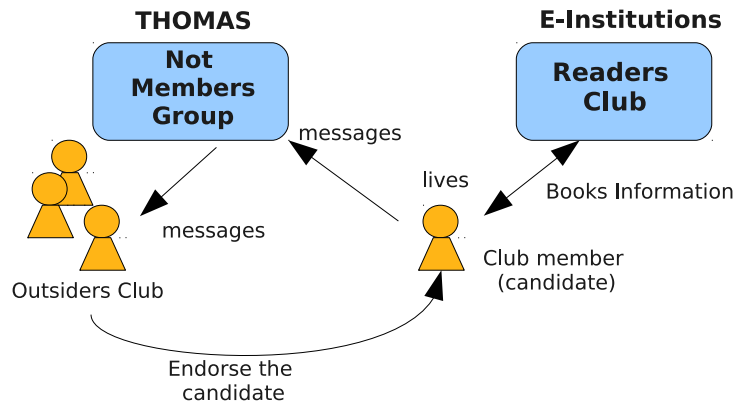 THOMAS
E-Institutions
Not
Members
Group
Readers
Club
messages
lives
Books Information
messages
Club member
(candidate)
Outsiders Club
Endorse the
candidate